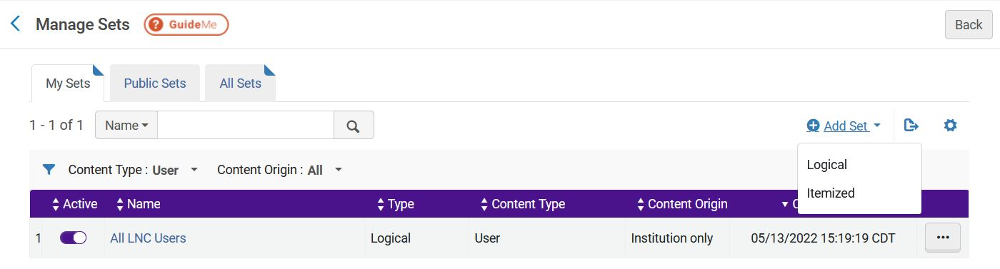 Manage Sets ? GuideMe Back
My Sets Public Sets All Sets
1 - 1 of 1 Name Add Set
Logical
Itemized
Content Type : User Content Origin : All
Active Name Type Content Type Content Origin
1 All LNC Users Logical User Institution only 05/13/2022 15:19:19 CDT ...